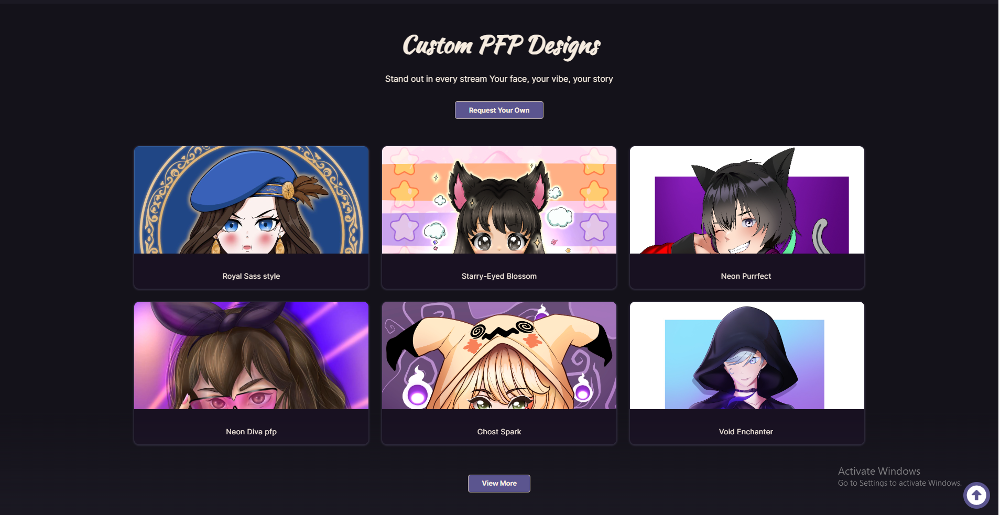 Custom PFP Designs
Stand out in every stream Your face, your vibe, your story
Request Your Own
Royal Sass style
Starry-Eyed Blossom
Neon Purrfect
Neon Diva pfp
Ghost Spark
Void Enchanter
View More
Activate Windows
Go to Settings to activate Windows.